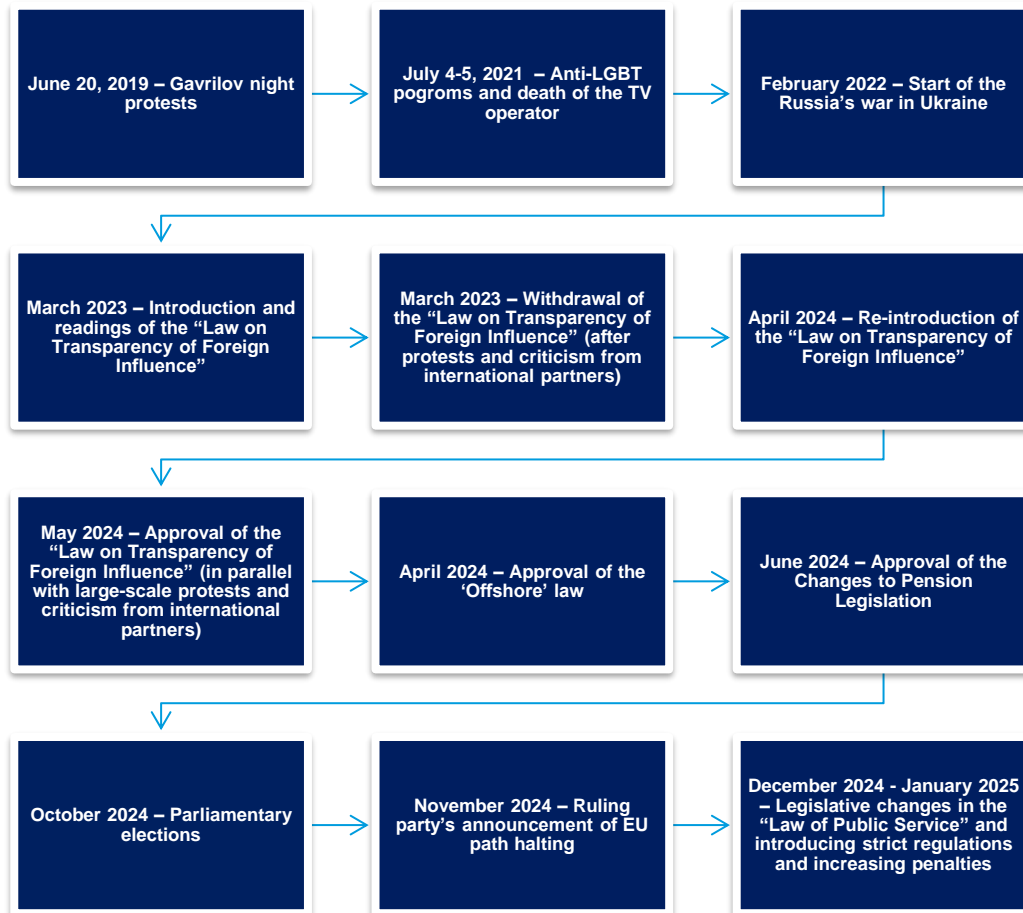 June 20, 2019 – Gavrilov night
protests
July 4-5, 2021 – Anti-LGBT
pogroms and death of the TV
operator
February 2022 – Start of the
Russia’s war in Ukraine
March 2023 – Introduction and
readings of the “Law on
Transparency of Foreign
Influence”
March 2023 – Withdrawal of
the “Law on Transparency of
Foreign Influence” (after
protests and criticism from
international partners)
April 2024 – Re-introduction of
the “Law on Transparency of
Foreign Influence”
May 2024 – Approval of the
“Law on Transparency of
Foreign Influence” (in parallel
with large-scale protests and
criticism from international
partners)
April 2024 – Approval of the
‘Offshore’ law
June 2024 – Approval of the
Changes to Pension
Legislation
October 2024 – Parliamentary
elections
November 2024 – Ruling
party’s announcement of EU
path halting
December 2024 - January 2025
– Legislative changes in the
“Law of Public Service” and
introducing strict regulations
and increasing penalties